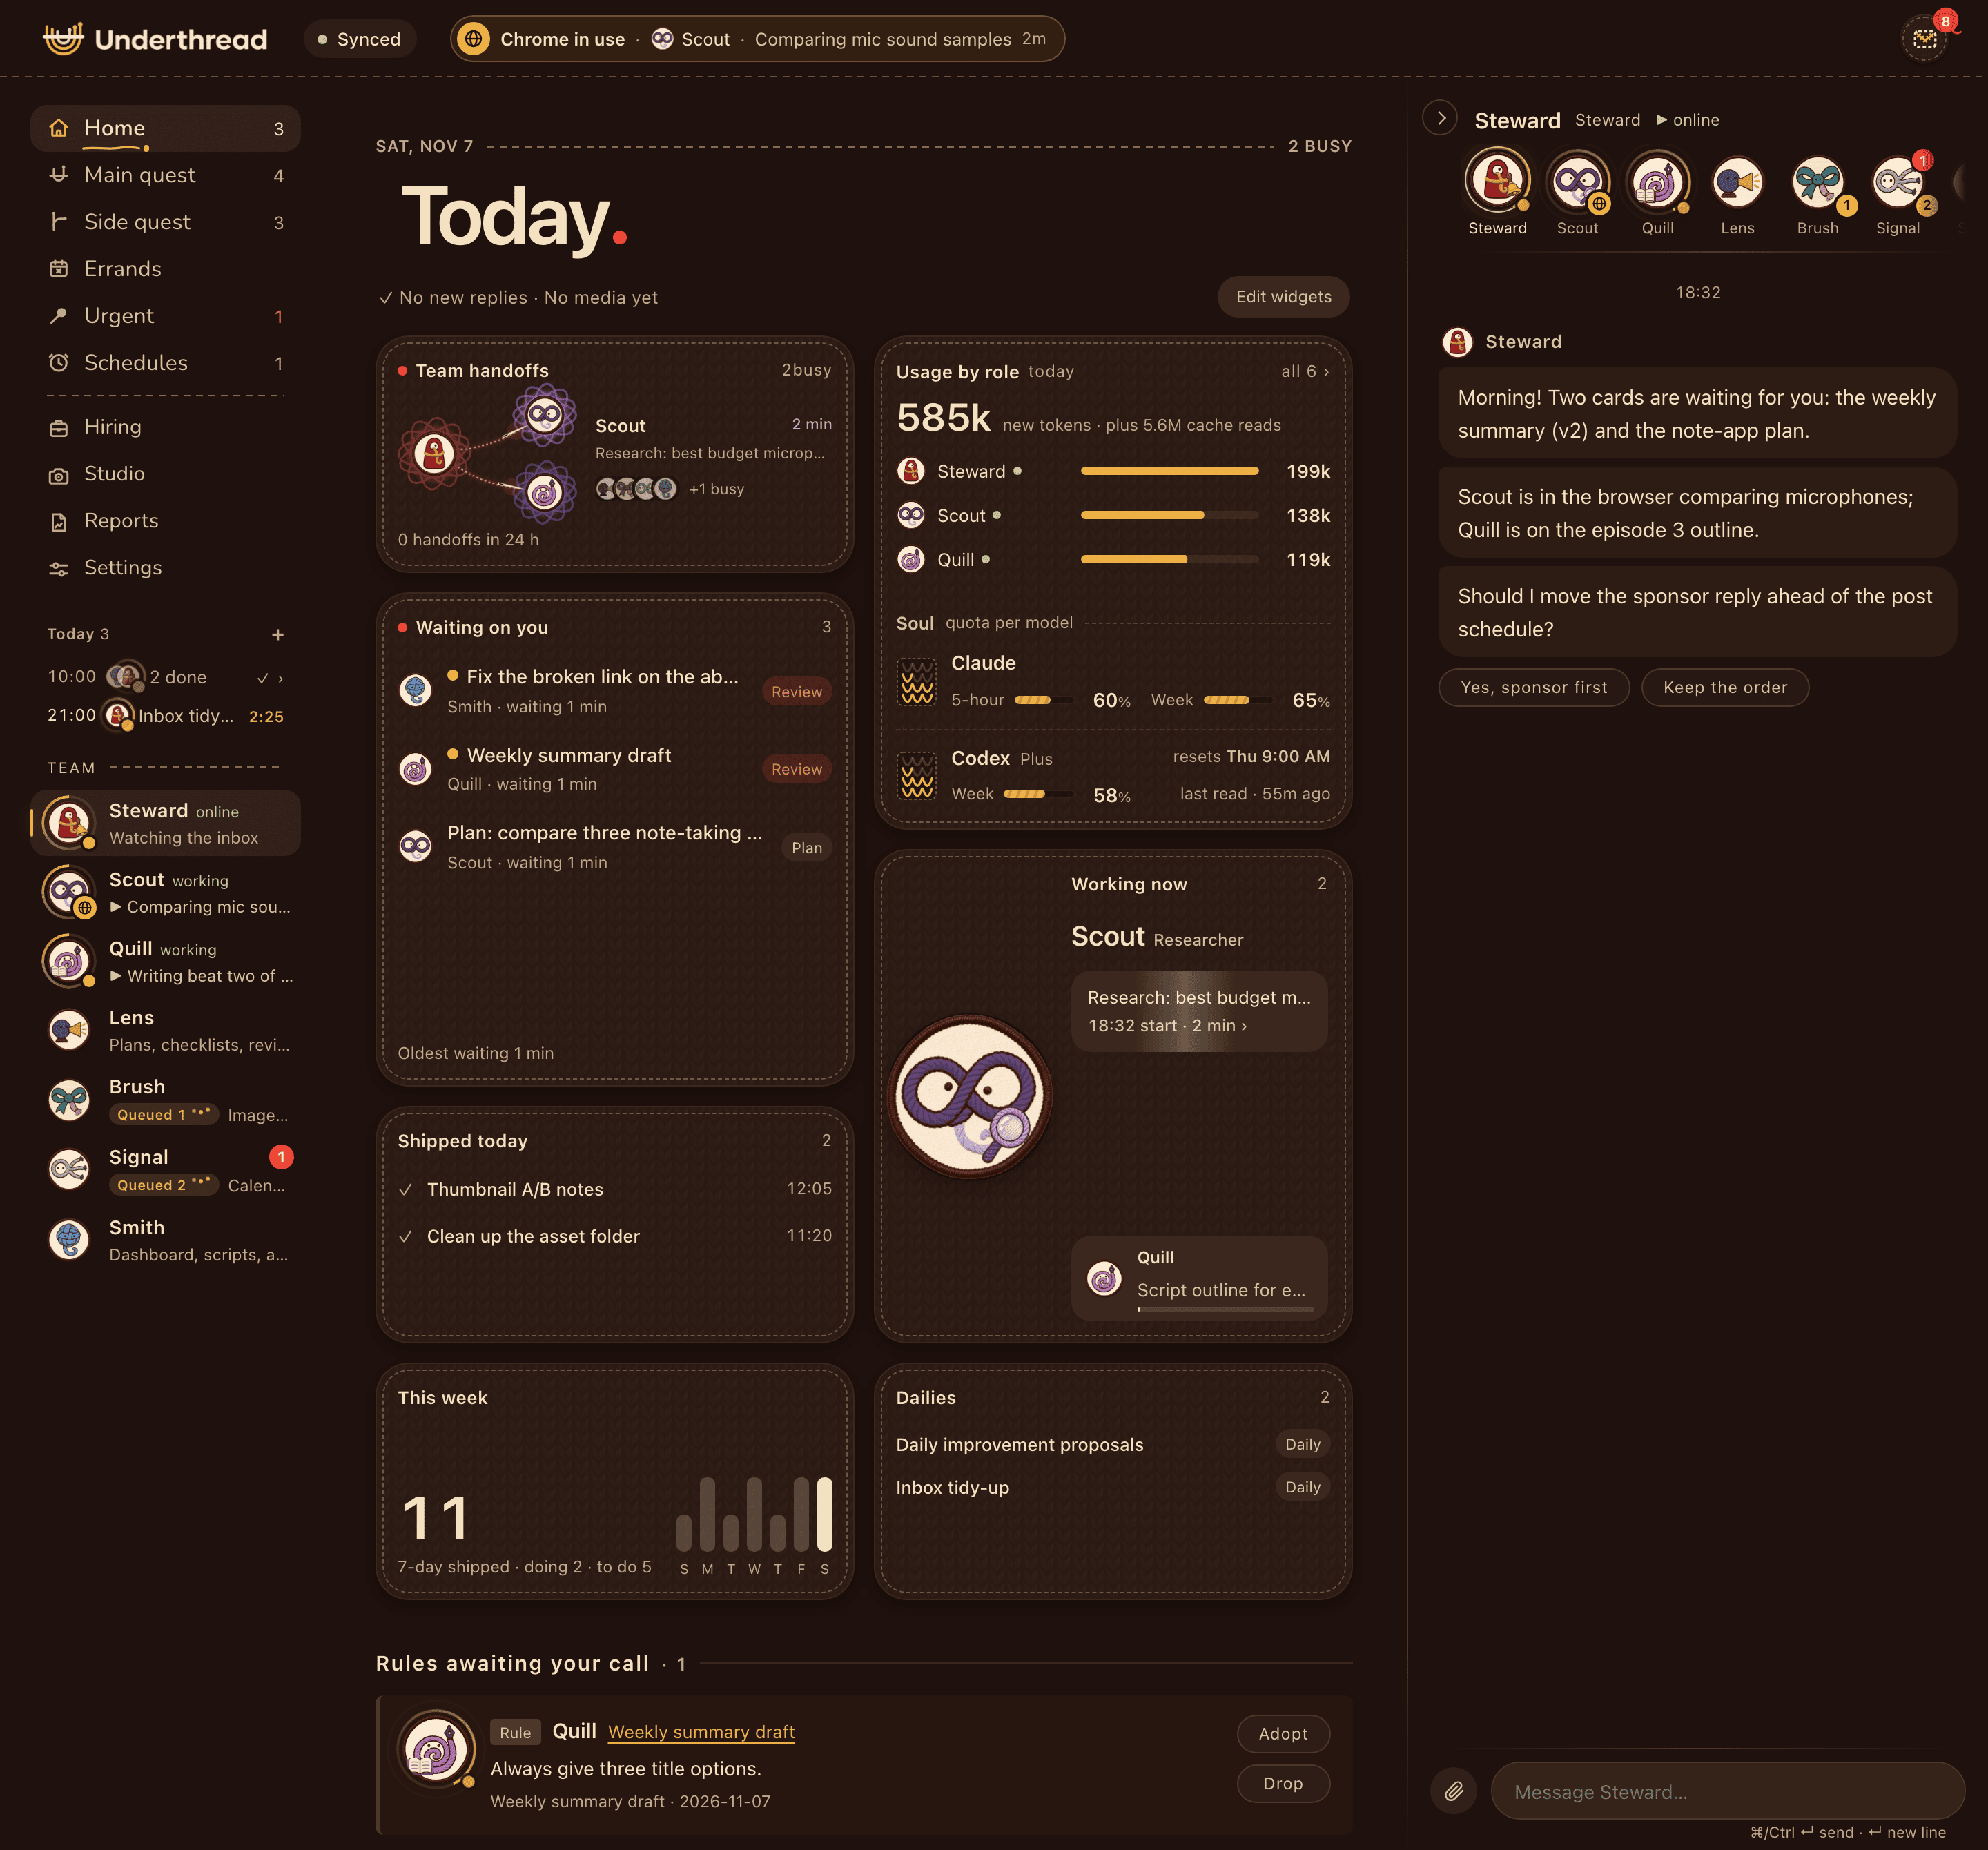 Underthread
Synced
Chrome in use · Scout · Comparing mic sound samples 2m
8
Home 3
Main quest 4
Side quest 3
Errands
Urgent 1
Schedules 1
Hiring
Studio
Reports
Settings
Today 3 +
10:00 2 done ✓ ›
21:00 Inbox tidy... 2:25
TEAM
Steward online
Watching the inbox
Scout working
Comparing mic sou...
Quill working
Writing beat two of ...
Lens
Plans, checklists, revi...
Brush
Queued 1 Image...
Signal 1
Queued 2 Calen...
Smith
Dashboard, scripts, a...
SAT, NOV 7 2 BUSY
Today.
✓ No new replies · No media yet
Edit widgets
Team handoffs 2busy
Scout 2 min
Research: best budget microp...
+1 busy
0 handoffs in 24 h
Waiting on you 3
Fix the broken link on the ab...
Smith · waiting 1 min
Review
Weekly summary draft
Quill · waiting 1 min
Review
Plan: compare three note-taking ...
Scout · waiting 1 min
Plan
Oldest waiting 1 min
Shipped today 2
✓ Thumbnail A/B notes 12:05
✓ Clean up the asset folder 11:20
This week
11
7-day shipped · doing 2 · to do 5
S M T W T F S
Usage by role today all 6 ›
585k new tokens · plus 5.6M cache reads
Steward 199k
Scout 138k
Quill 119k
Soul quota per model
Claude
5-hour 60% Week 65%
Codex Plus resets Thu 9:00 AM
Week 58% last read · 55m ago
Working now 2
Scout Researcher
Research: best budget m...
18:32 start · 2 min ›
Quill
Script outline for e...
Dailies 2
Daily improvement proposals Daily
Inbox tidy-up Daily
Rules awaiting your call · 1
Rule Quill Weekly summary draft
Always give three title options.
Weekly summary draft · 2026-11-07
Adopt
Drop
Steward Steward online
1
1 2
Steward Scout Quill Lens Brush Signal
18:32
Steward
Morning! Two cards are waiting for you: the weekly
summary (v2) and the note-app plan.
Scout is in the browser comparing microphones;
Quill is on the episode 3 outline.
Should I move the sponsor reply ahead of the post
schedule?
Yes, sponsor first
Keep the order
Message Steward...
⌘/Ctrl ↵ send · ↵ new line